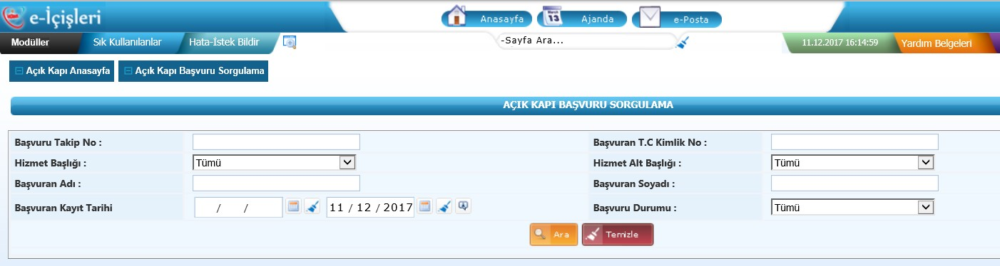 e-İçişleri
Anasayfa
March
13
Ajanda
e-Posta
Modüller
Sık Kullanılanlar
Hata-İstek Bildir
-Sayfa Ara...
11.12.2017 16:14:59
Yardım Belgeleri
Açık Kapı Anasayfa
Açık Kapı Başvuru Sorgulama
AÇIK KAPI BAŞVURU SORGULAMA
Başvuru Takip No :
Başvuran T.C Kimlik No :
Hizmet Başlığı :
Tümü
Hizmet Alt Başlığı :
Tümü
Başvuran Adı :
Başvuran Soyadı :
Başvuran Kayıt Tarihi
/ /
11 / 12 / 2017
Başvuru Durumu :
Tümü
Ara
Temizle